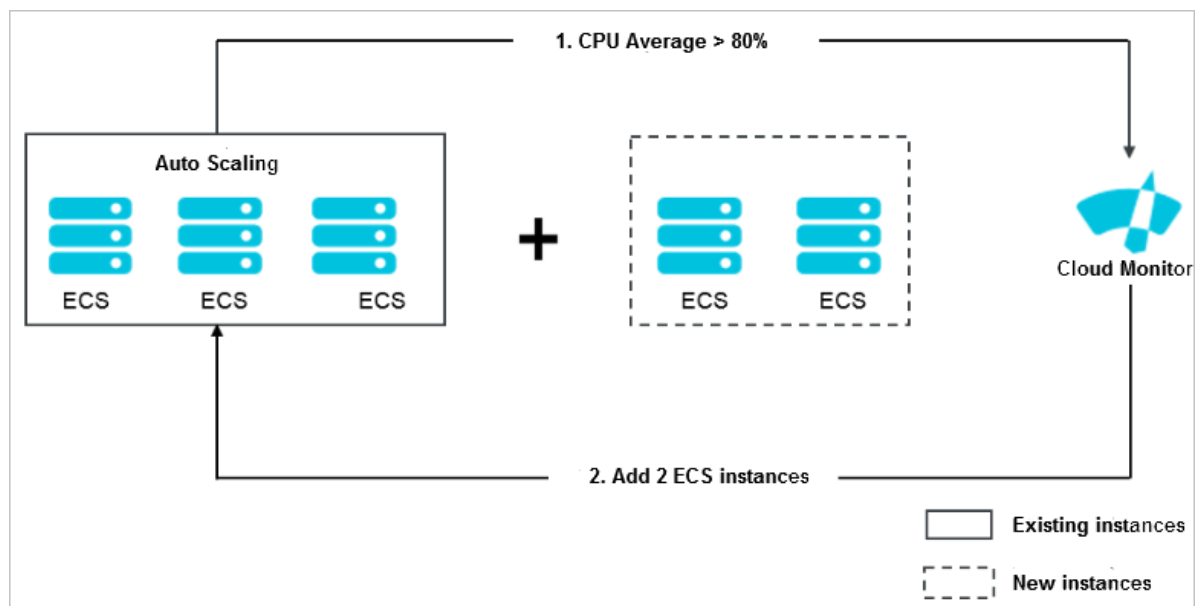 1. CPU Average > 80%
Auto Scaling
ECS
ECS
ECS
+
ECS
ECS
Cloud Monitor
2. Add 2 ECS instances
Existing instances
New instances